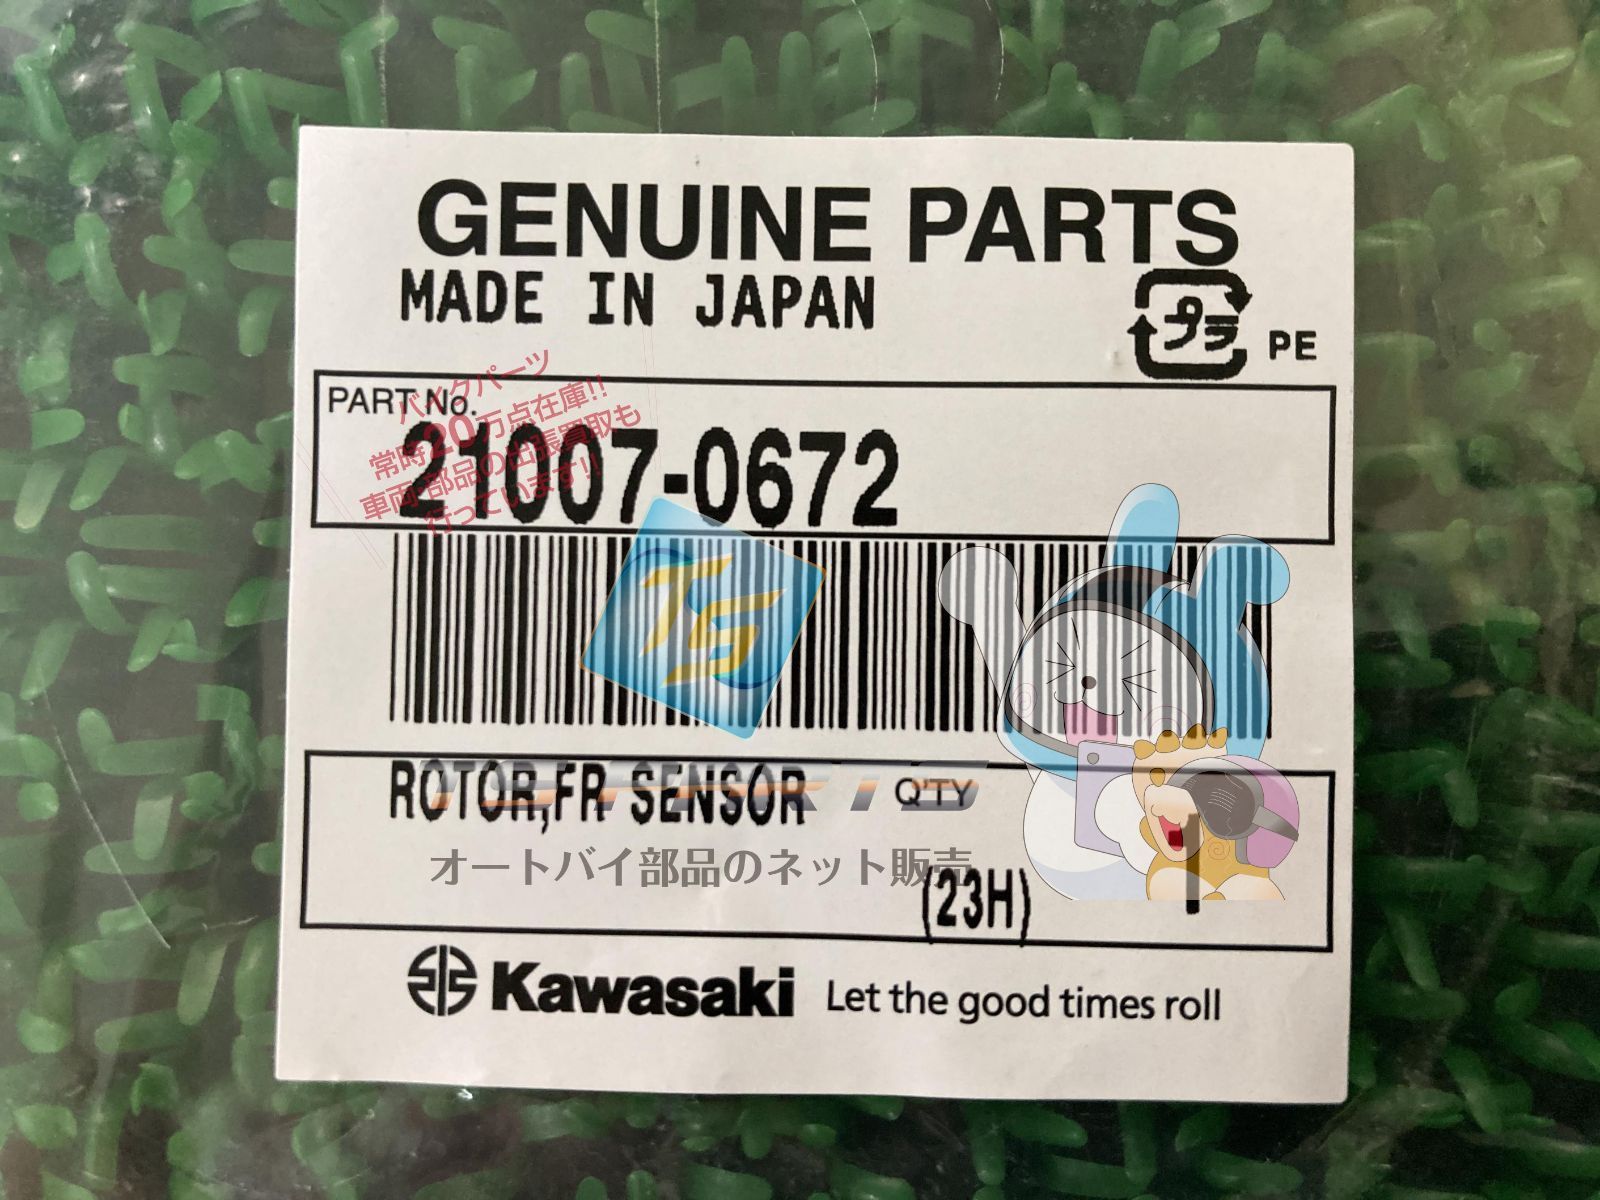 GENUINE PARTS
MADE IN JAPAN
プラ PE
PART No.
21007-0672
バイクパーツ
常時20万点在庫!!
車両・部品の出張買取も
行っています!!
TS
ROTOR,FR SENSOR Q'TY
TS PARTS
1
オートバイ部品のネット販売
(23H)
Kawasaki Let the good times roll